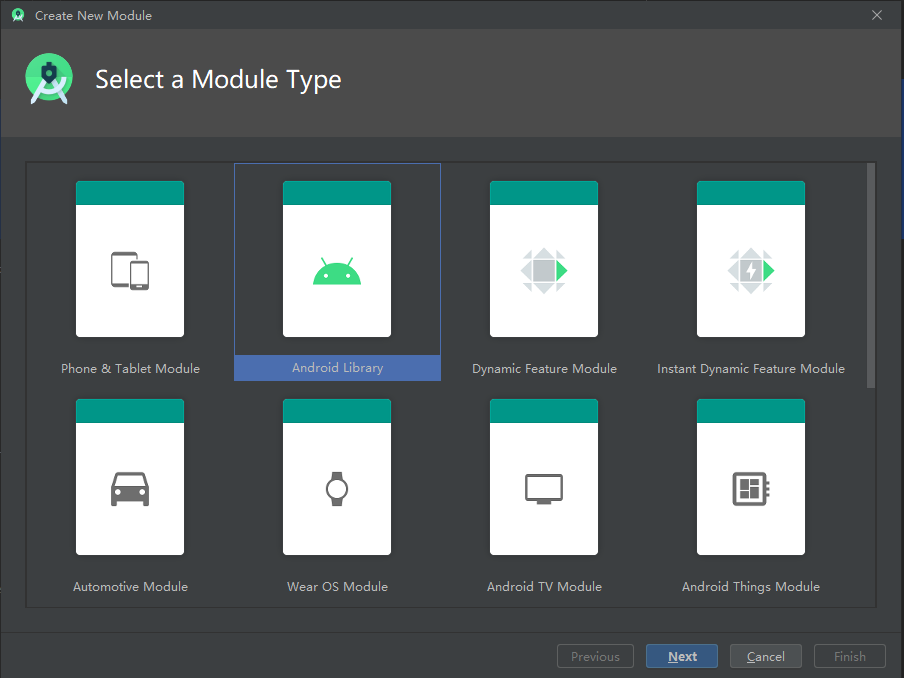 Create New Module
Select a Module Type
Phone & Tablet Module
Android Library
Dynamic Feature Module
Instant Dynamic Feature Module
Automotive Module
Wear OS Module
Android TV Module
Android Things Module
Previous
Next
Cancel
Finish